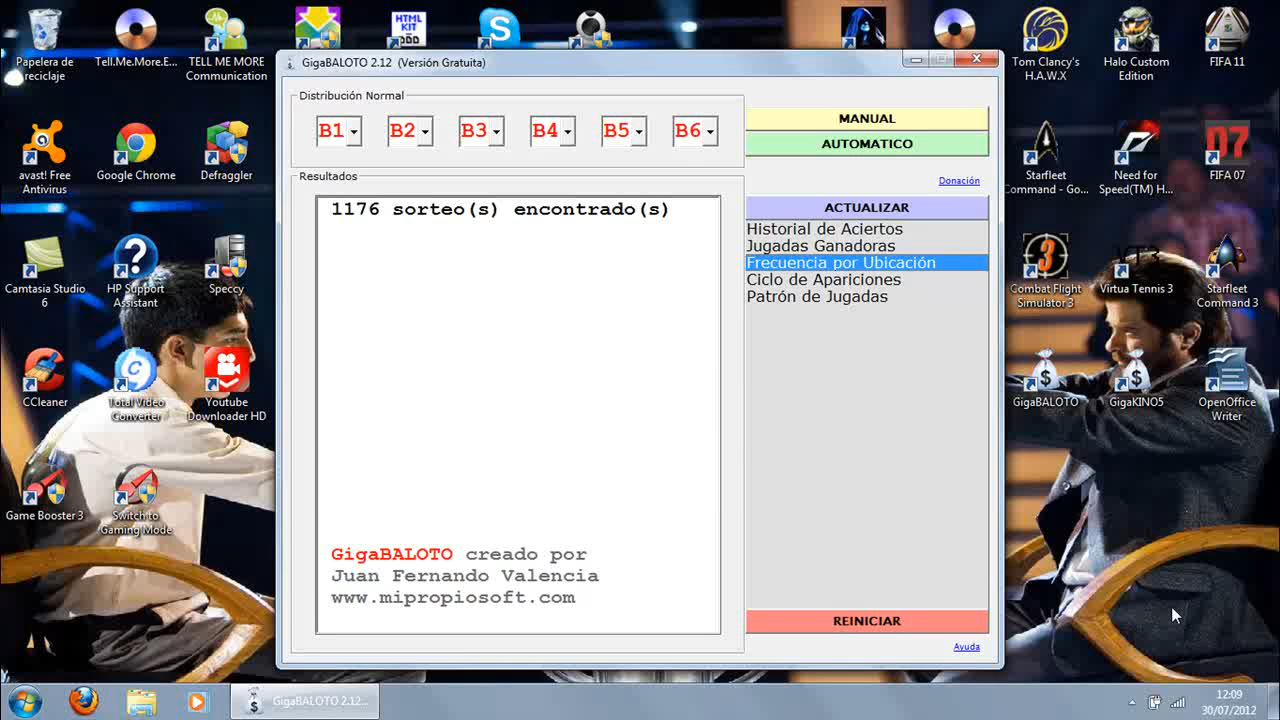 Papelera de
reciclaje
Tell.Me.More.E...
TELL ME MORE
Communication
HTML
KIT
Tom Clancy's
H.A.W.X
Halo Custom
Edition
FIFA 11
avast! Free
Antivirus
Google Chrome
Defraggler
Starfleet
Command - Go...
Need for
Speed(TM) H...
07
FIFA 07
Camtasia Studio
6
HP Support
Assistant
Speccy
3
Combat Flight
Simulator 3
VT3
Virtua Tennis 3
Starfleet
Command 3
CCleaner
Total Video
Converter
Youtube
Downloader HD
GigaBALOTO
GigaKINO5
OpenOffice
Writer
Game Booster 3
Switch to
Gaming Mode
GigaBALOTO 2.12 (Versión Gratuita)
Distribución Normal
B1 B2 B3 B4 B5 B6
MANUAL
AUTOMATICO
Donación
Resultados
1176 sorteo(s) encontrado(s)
ACTUALIZAR
Historial de Aciertos
Jugadas Ganadoras
Frecuencia por Ubicación
Ciclo de Apariciones
Patrón de Jugadas
GigaBALOTO creado por
Juan Fernando Valencia
www.mipropiosoft.com
REINICIAR
Ayuda
GigaBALOTO 2.12...
12:09
30/07/2012